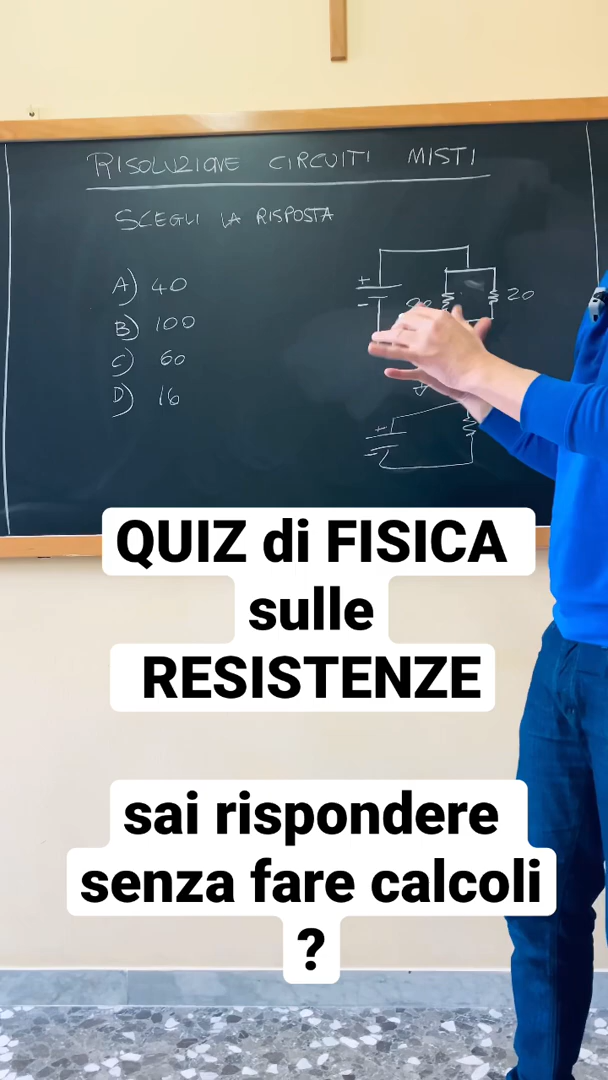 RISOLUZIONE CIRCUITI MISTI
SCEGLI LA RISPOSTA
A) 40
B) 100
C) 60
D) 16
+
-
20
+
-
QUIZ di FISICA
sulle
RESISTENZE
sai rispondere
senza fare calcoli
?